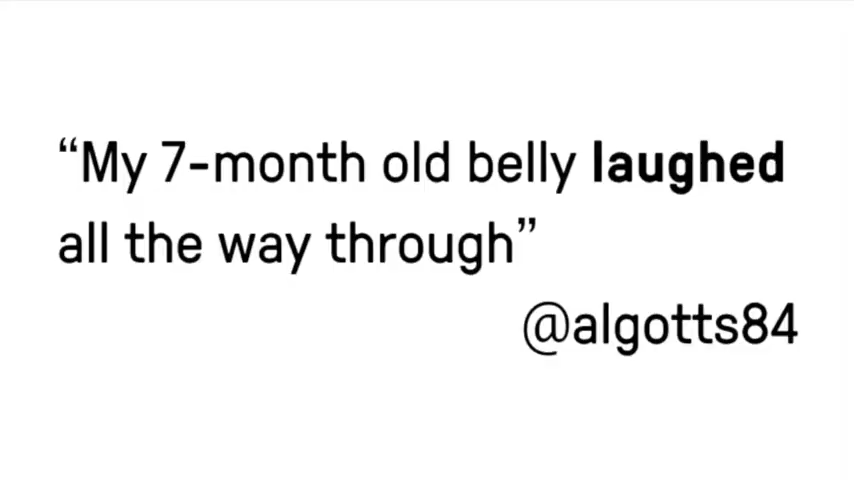 “My 7-month old belly laughed
all the way through”
@algotts84